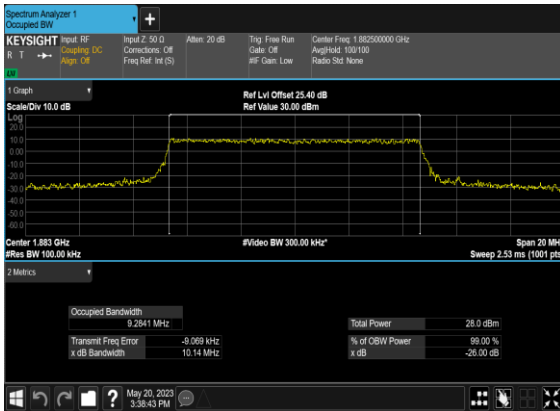 Spectrum Analyzer 1
Occupied BW
+
KEYSIGHT
R T
LXI
Input: RF
Coupling: DC
Align: Off
Input Z: 50 Ω
Corrections: Off
Freq Ref: Int (S)
Atten: 20 dB
Trig: Free Run
Gate: Off
#IF Gain: Low
Center Freq: 1.882500000 GHz
Avg|Hold: 100/100
Radio Std: None
1 Graph
Scale/Div 10.0 dB
Ref Lvl Offset 25.40 dB
Ref Value 30.00 dBm
Log
20.0
10.0
0.00
-10.0
-20.0
-30.0
-40.0
-50.0
-60.0
Center 1.883 GHz
#Res BW 100.00 kHz
#Video BW 300.00 kHz*
Span 20 MH
Sweep 2.53 ms (1001 pts
2 Metrics
Occupied Bandwidth
9.2841 MHz
Transmit Freq Error -9.069 kHz
x dB Bandwidth 10.14 MHz
Total Power 28.0 dBm
% of OBW Power 99.00 %
x dB -26.00 dB
?
May 20, 2023
3:38:43 PM